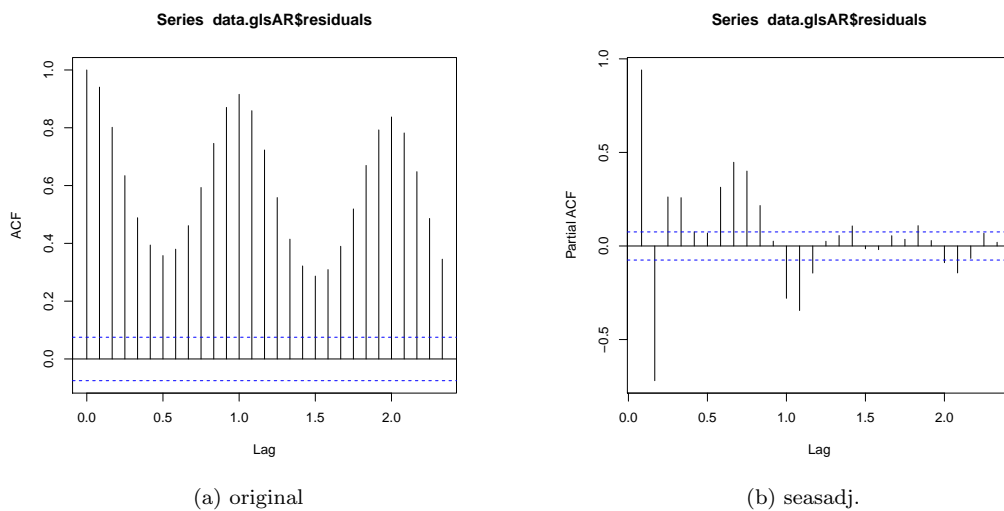 Series data.glsAR$residuals
ACF
1.0
0.8
0.6
0.4
0.2
0.0
0.0 0.5 1.0 1.5 2.0
Lag
(a) original
Series data.glsAR$residuals
Partial ACF
1.0
0.5
0.0
−0.5
0.0 0.5 1.0 1.5 2.0
Lag
(b) seasadj.